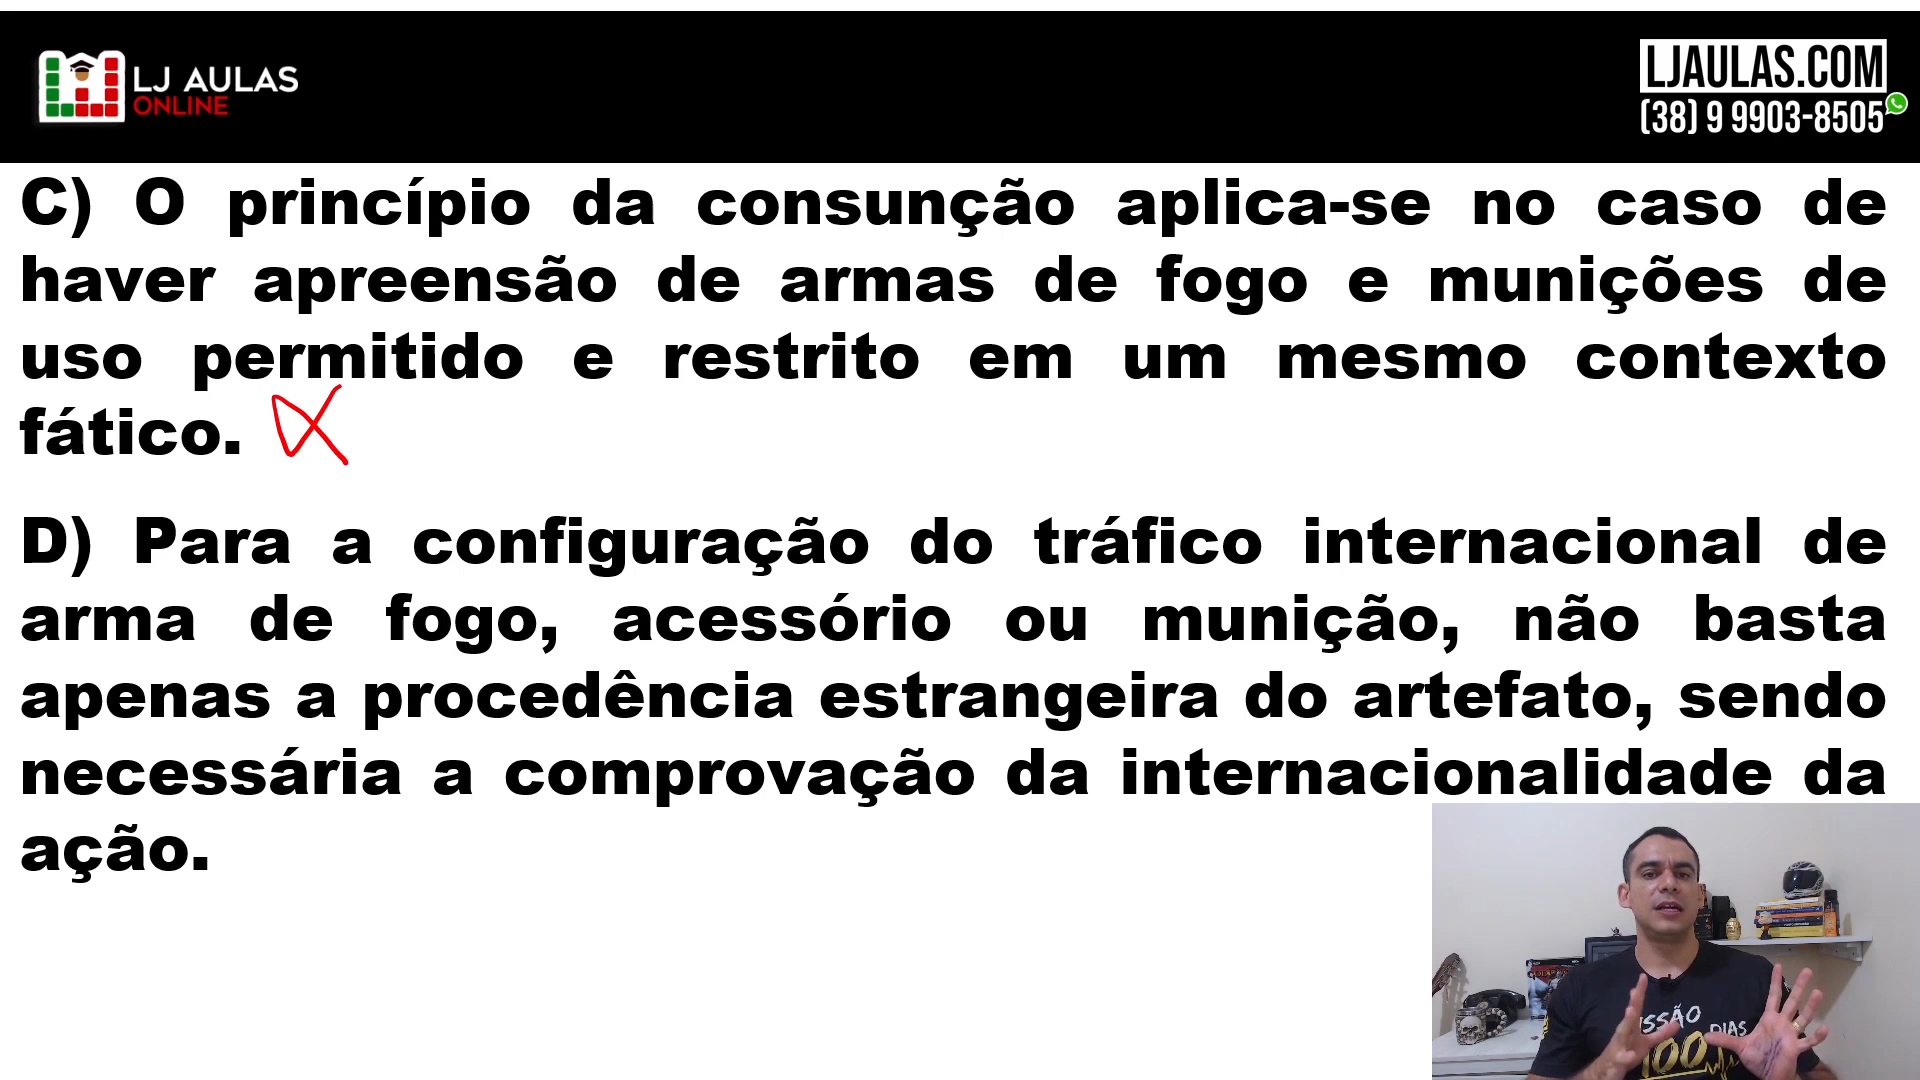 LJ AULAS
ONLINE
LJAULAS.COM
(38) 9 9903-8505
C) O princípio da consunção aplica-se no caso de
haver apreensão de armas de fogo e munições de
uso permitido e restrito em um mesmo contexto
fático.
D) Para a configuração do tráfico internacional de
arma de fogo, acessório ou munição, não basta
apenas a procedência estrangeira do artefato, sendo
necessária a comprovação da internacionalidade da
ação.
SSÃO
DIAS
100